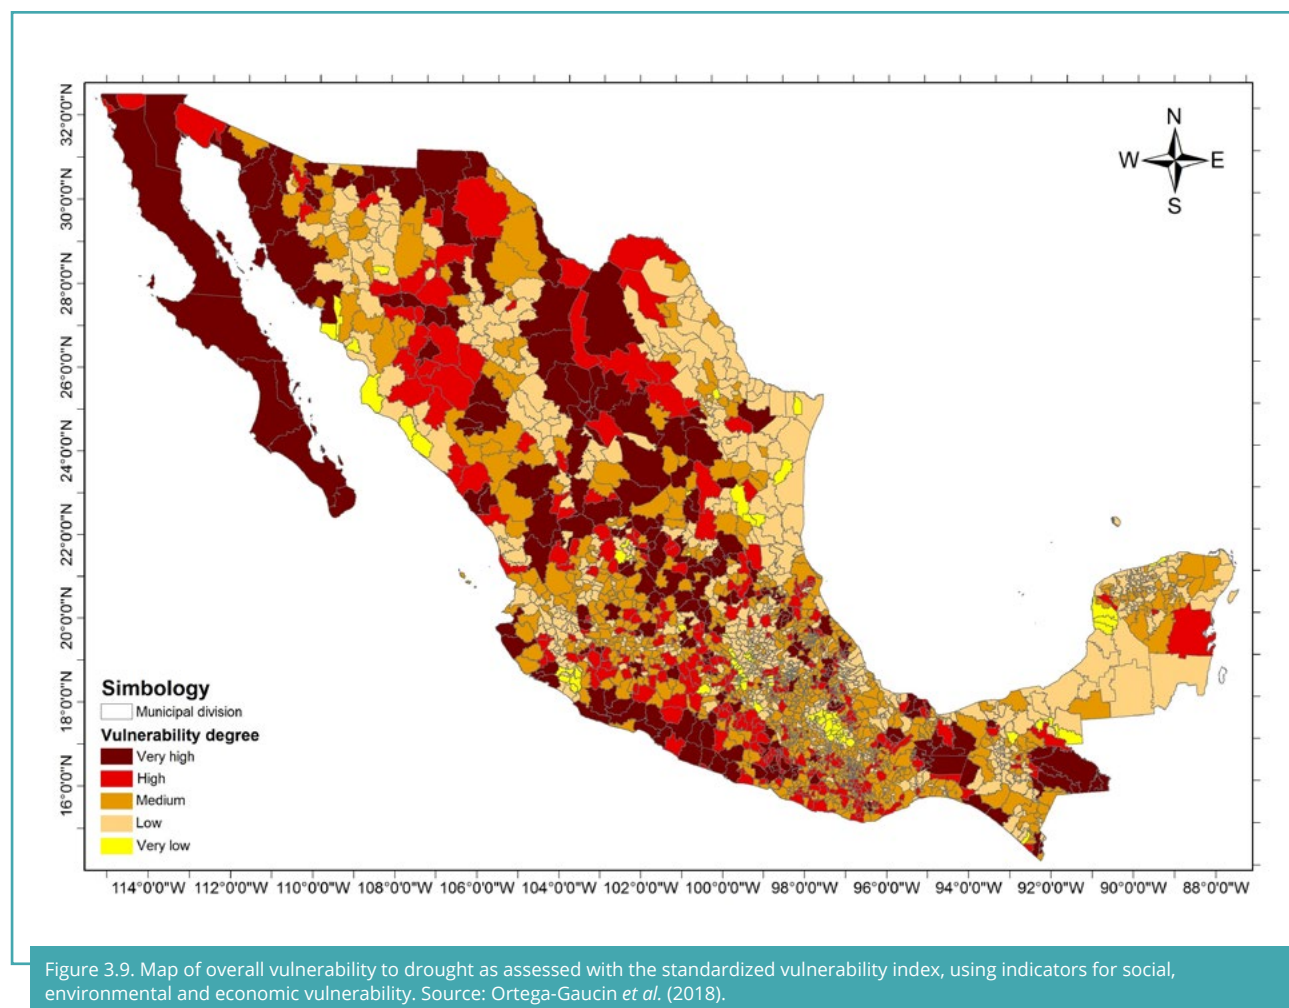 N
W E
S
32°0'0"N
30°0'0"N
28°0'0"N
26°0'0"N
24°0'0"N
22°0'0"N
20°0'0"N
18°0'0"N
16°0'0"N
Simbology
Municipal division
Vulnerability degree
Very high
High
Medium
Low
Very low
114°0'0"W 112°0'0"W 110°0'0"W 108°0'0"W 106°0'0"W 104°0'0"W 102°0'0"W 100°0'0"W 98°0'0"W 96°0'0"W 94°0'0"W 92°0'0"W 90°0'0"W 88°0'0"W
Figure 3.9. Map of overall vulnerability to drought as assessed with the standardized vulnerability index, using indicators for social,
environmental and economic vulnerability. Source: Ortega-Gaucin et al. (2018).